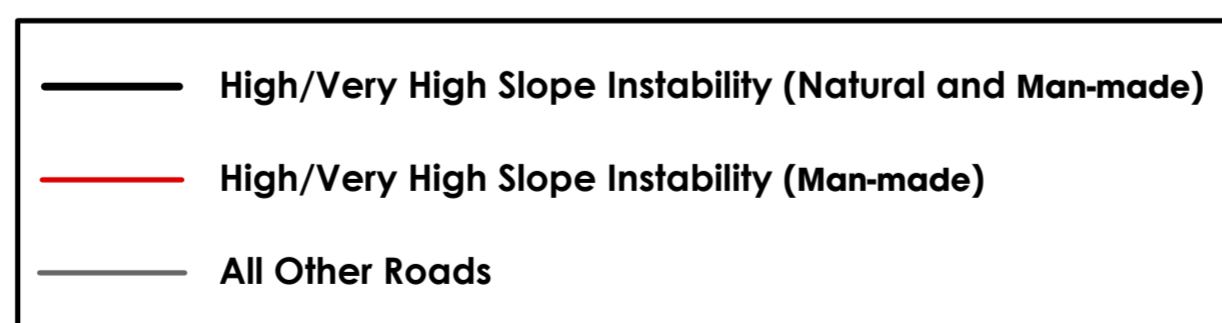 High/Very High Slope Instability (Natural and Man-made)
High/Very High Slope Instability (Man-made)
All Other Roads